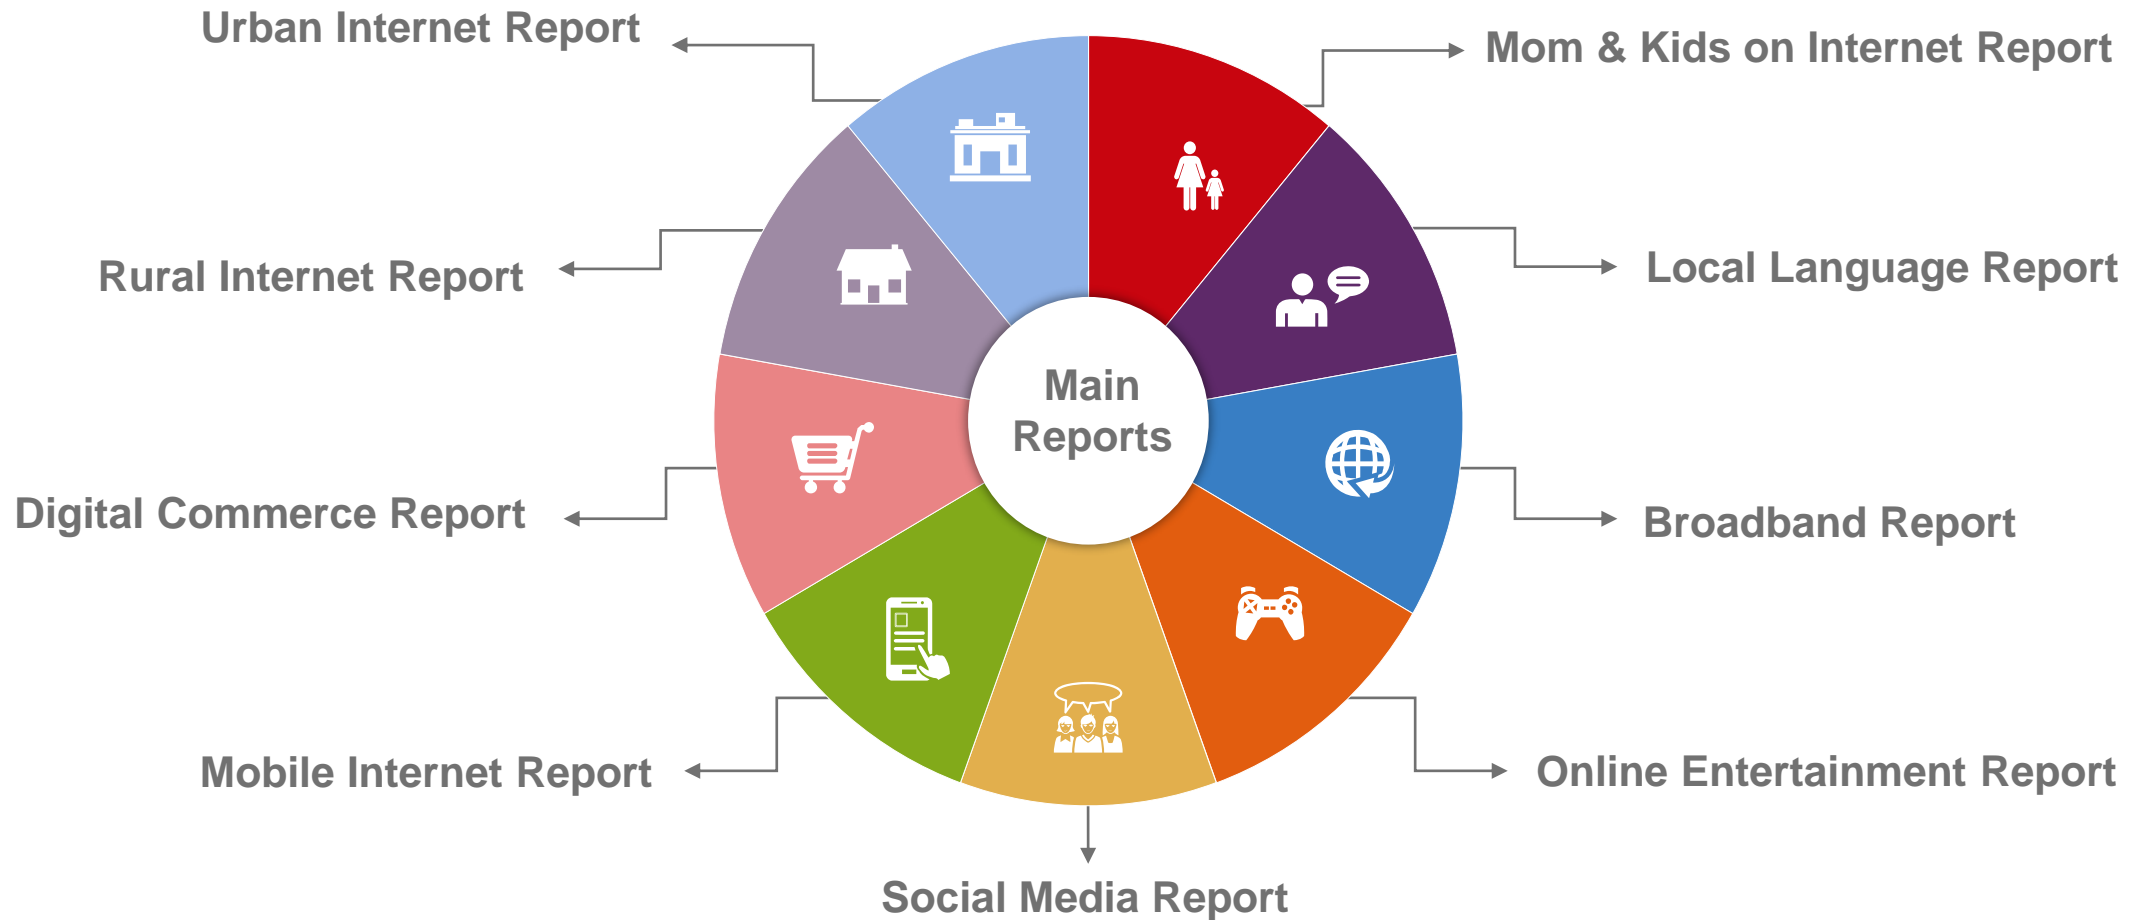 Urban Internet Report
Mom & Kids on Internet Report
Rural Internet Report
Local Language Report
Main
Reports
Digital Commerce Report
Broadband Report
Mobile Internet Report
Online Entertainment Report
Social Media Report